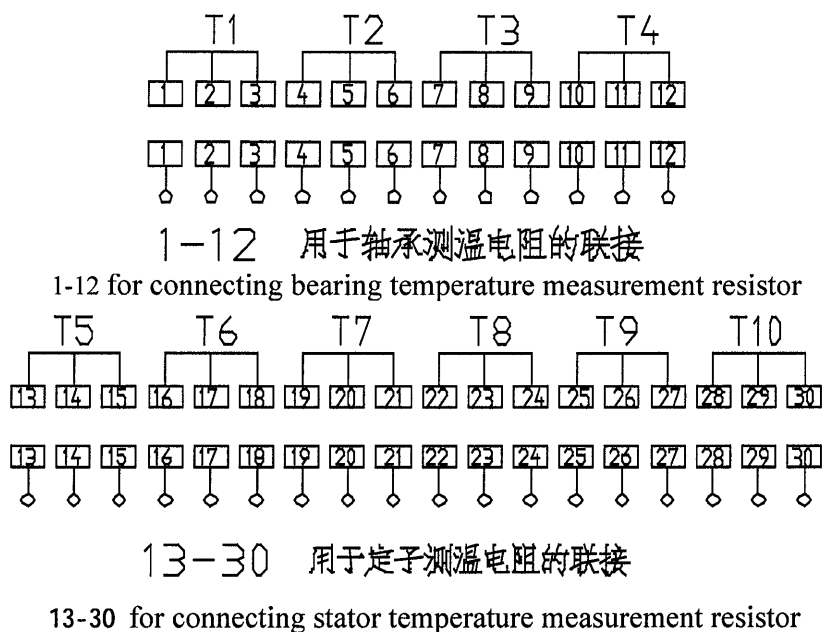 T1 T2 T3 T4
1 2 3 4 5 6 7 8 9 10 11 12
1 2 3 4 5 6 7 8 9 10 11 12
1-12 用于轴承测温电阻的联接
1-12 for connecting bearing temperature measurement resistor
T5 T6 T7 T8 T9 T10
13 14 15 16 17 18 19 20 21 22 23 24 25 26 27 28 29 30
13 14 15 16 17 18 19 20 21 22 23 24 25 26 27 28 29 30
13-30 用于定子测温电阻的联接
13-30 for connecting stator temperature measurement resistor